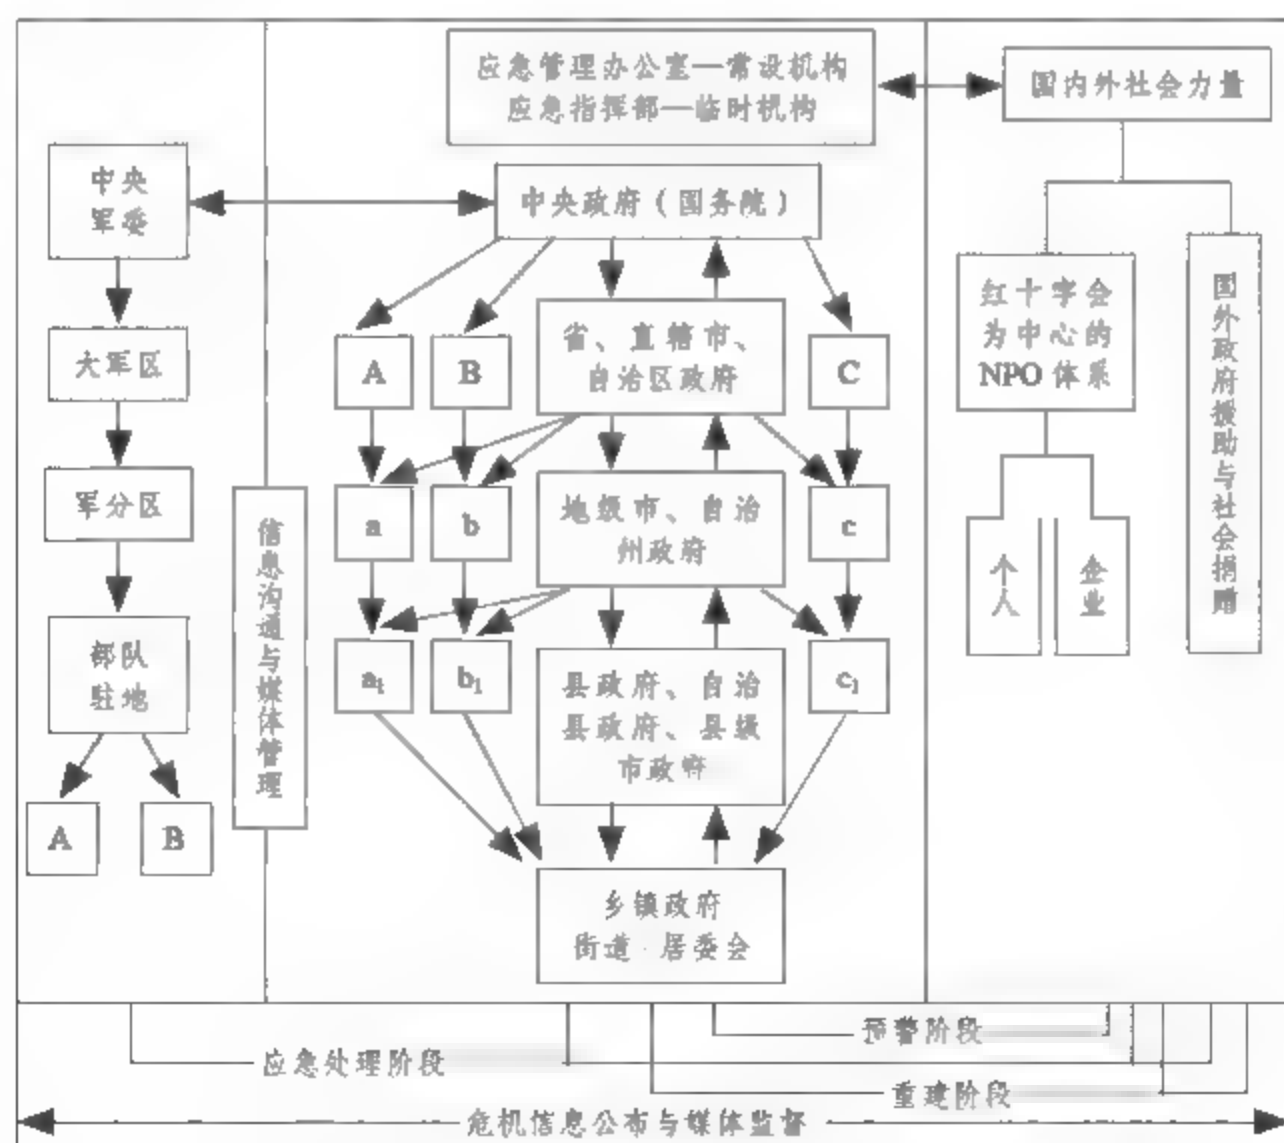 应急管理办公室—常设机构
应急指挥部—临时机构
国内外社会力量
中央
军委
中央政府（国务院）
大军区
军分区
部队
驻地
A
B
信息沟通与媒体管理
A
B
省、直辖市、
自治区政府
C
a
b
地级市、自治
州政府
c
a₁
b₁
县政府、自治
县政府、县级
市政府
c₁
乡镇政府
街道·居委会
红十字会
为中心的
NPO 体系
个人
企业
国外政府援助与社会捐赠
预警阶段
应急处理阶段
重建阶段
危机信息公布与媒体监督